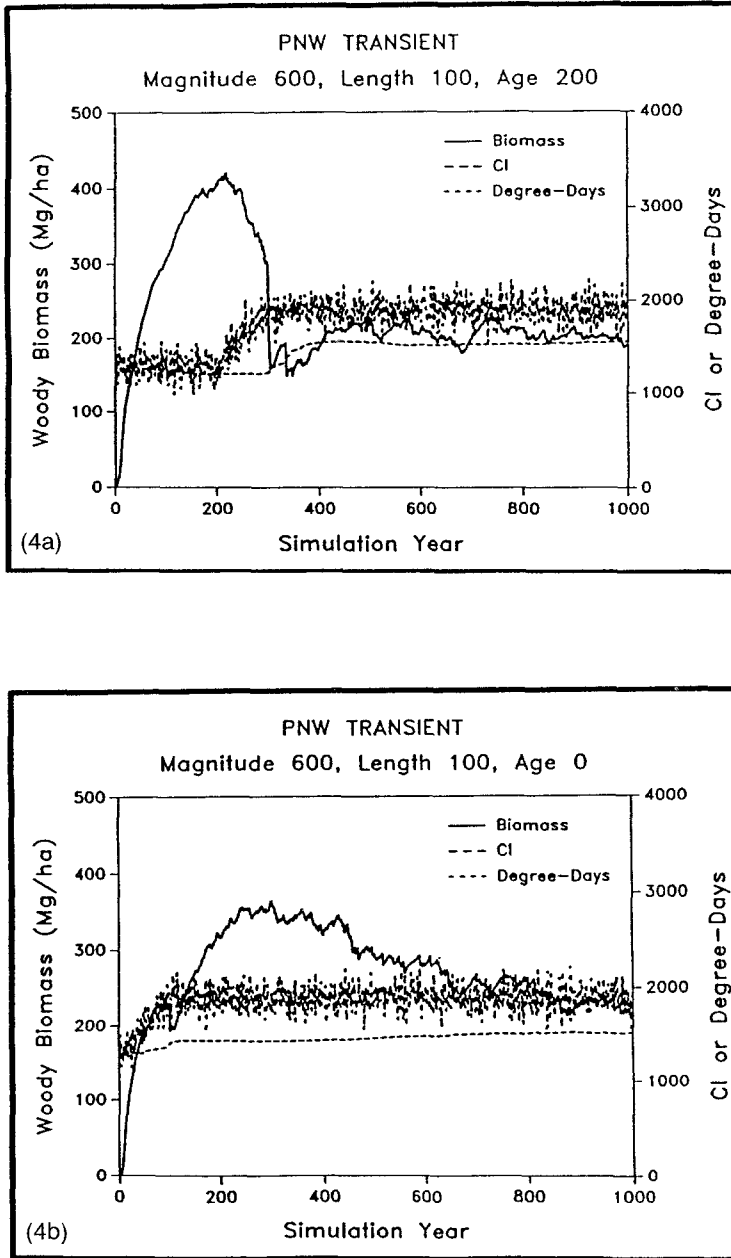 PNW TRANSIENT
Magnitude 600, Length 100, Age 200
500
400
300
200
100
0
Woody Biomass (Mg/ha)
Biomass
CI
Degree-Days
4000
3000
2000
1000
0
CI or Degree-Days
0 200 400 600 800 1000
Simulation Year
(4a)
PNW TRANSIENT
Magnitude 600, Length 100, Age 0
500
400
300
200
100
0
Woody Biomass (Mg/ha)
Biomass
CI
Degree-Days
4000
3000
2000
1000
0
CI or Degree-Days
0 200 400 600 800 1000
Simulation Year
(4b)